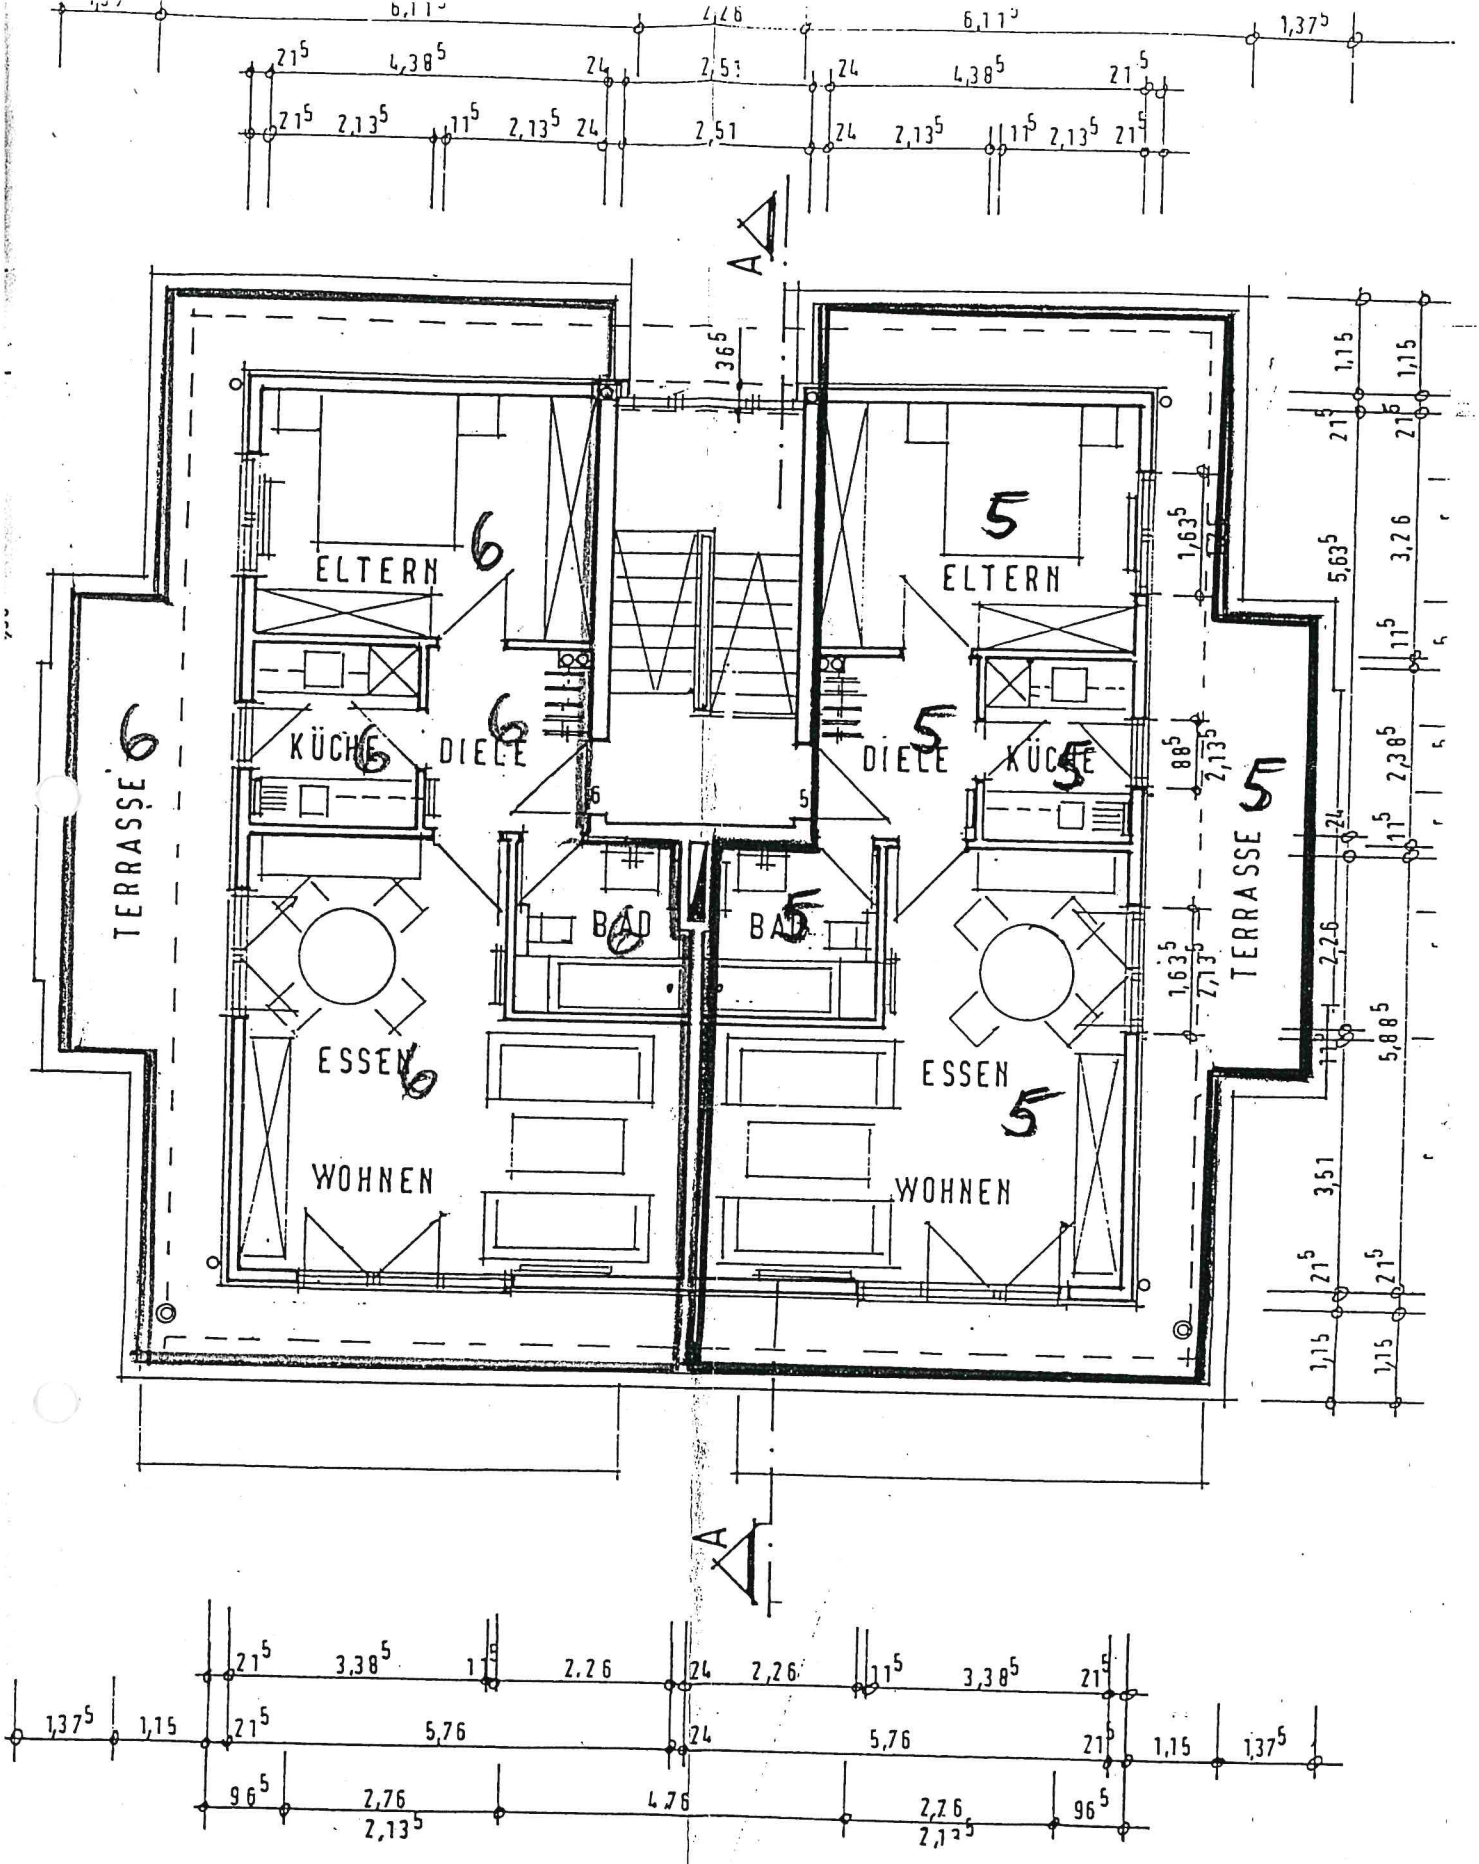 6,11⁵ 2,26 6,11⁵ 1,37⁵
21⁵ 4,38⁵ 24 2,51 24 4,38⁵ 21⁵
21⁵ 2,13⁵ 11⁵ 2,13⁵ 24 2,51 24 2,13⁵ 11⁵ 2,13⁵ 21⁵
A
36⁵
1,15 1,15
21⁵ 21⁵
6 5
ELTERN ELTERN
1,63⁵ 5,63⁵ 3,26
11⁵
6 6 6 5 5 5
KÜCHE DIELE DIELE KÜCHE
88⁵ 2,13⁵ 2,38⁵
6 5
24 11⁵
TERRASSE TERRASSE
6 5
BAD BAD
1,63⁵ 2,13⁵ 2,26
11⁵ 5,88⁵
ESSEN ESSEN
6 5
WOHNEN WOHNEN
3,51
21⁵ 21⁵
1,15 1,15
A
21⁵ 3,38⁵ 11⁵ 2,26 24 2,26 11⁵ 3,38⁵ 21⁵
1,37⁵ 1,15 21⁵ 5,76 24 5,76 21⁵ 1,15 1,37⁵
96⁵ 2,76 4,76 2,76 96⁵
2,13⁵ 2,13⁵